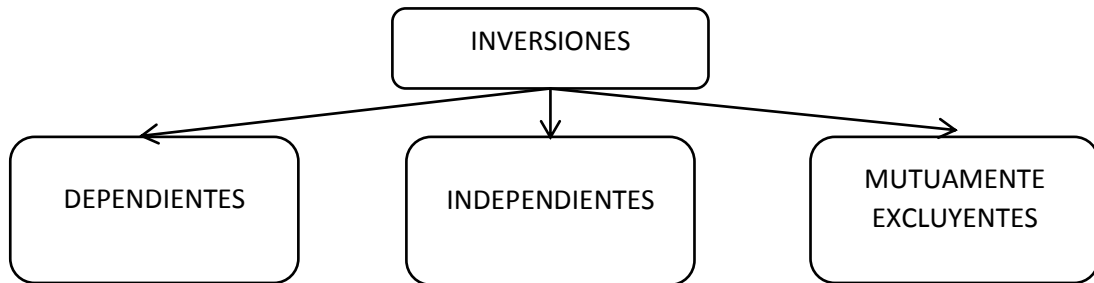 INVERSIONES
DEPENDIENTES
INDEPENDIENTES
MUTUAMENTE
EXCLUYENTES